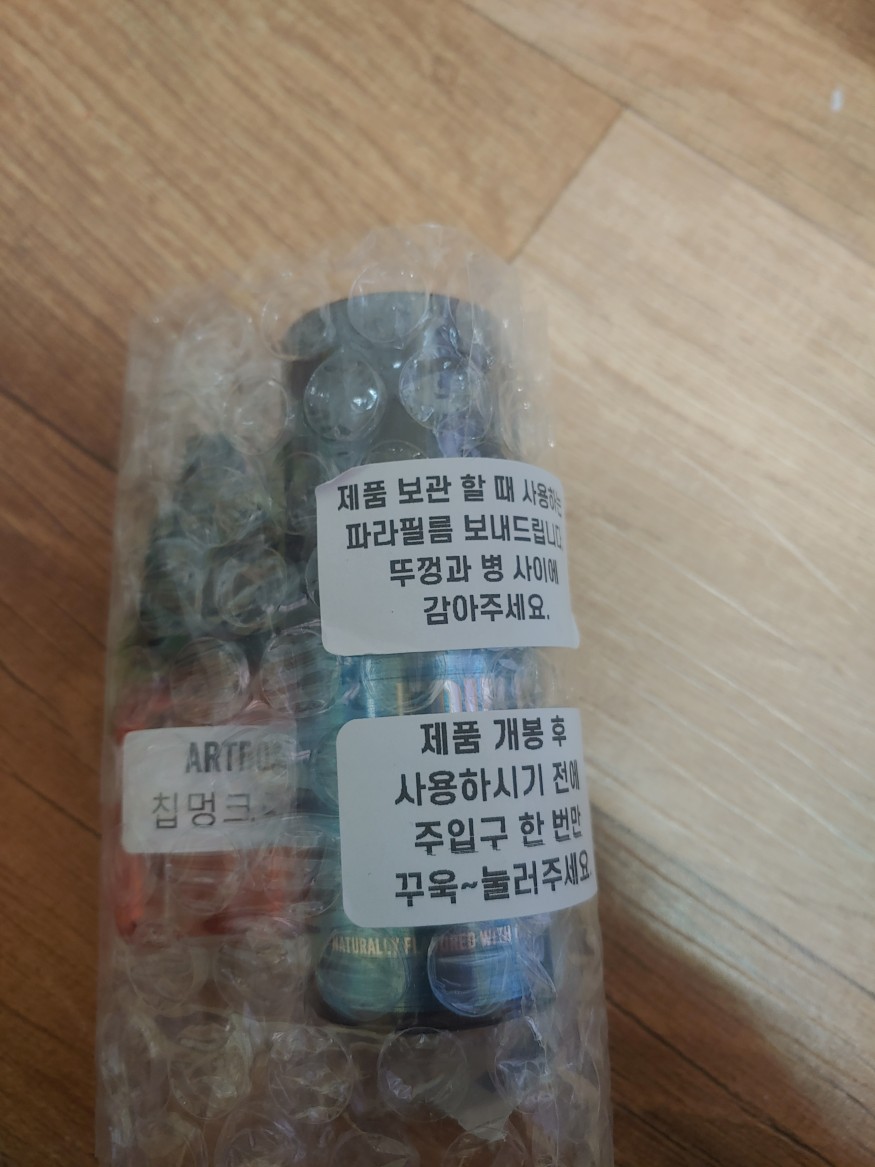 제품 보관 할 때 사용하는
파라필름 보내드립니다
뚜껑과 병 사이에
감아주세요.
ARTBOS
칩멍크
제품 개봉 후
사용하시기 전에
주입구 한 번만
꾸욱~눌러주세요.
NATURALLY WITH